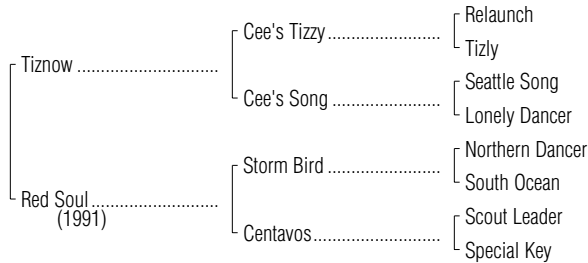 Relaunch
Cee's Tizzy
Tizly
Tiznow
Seattle Song
Cee's Song
Lonely Dancer
Northern Dancer
Storm Bird
South Ocean
Red Soul
(1991)
Scout Leader
Centavos
Special Key